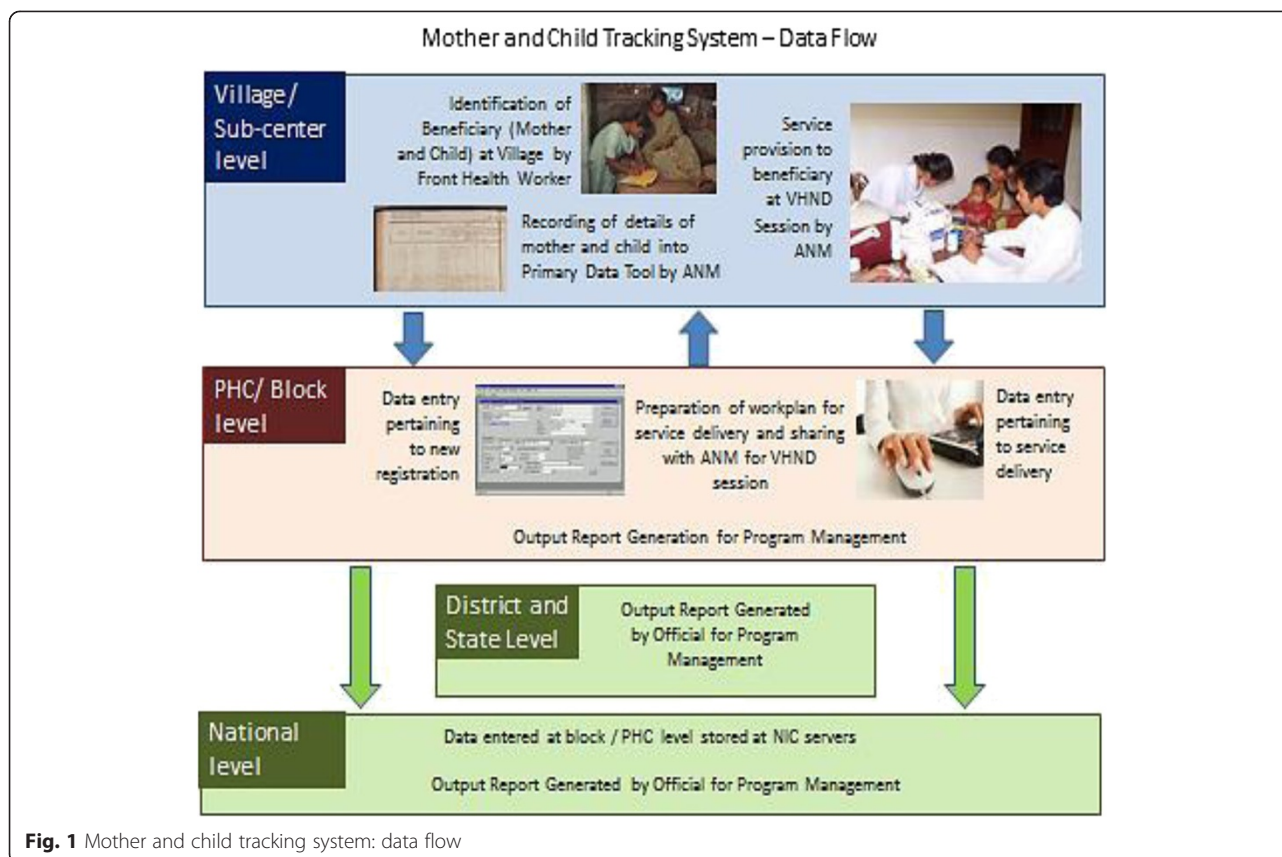 Mother and Child Tracking System – Data Flow
Village/
Sub-center
level
Identification of
Beneficiary (Mother
and Child) at Village by
Front Health Worker
Recording of details of
mother and child into
Primary Data Tool by ANM
Service
provision to
beneficiary
at VHND
Session by
ANM
PHC/ Block
level
Data entry
pertaining
to new
registration
Preparation of workplan for
service delivery and sharing
with ANM for VHND
session
Data entry
pertaining
to service
delivery
Output Report Generation for Program Management
District and
State Level
Output Report Generated
by Official for Program
Management
National
level
Data entered at block / PHC level stored at NIC servers
Output Report Generated by Official for Program Management
Fig. 1 Mother and child tracking system: data flow